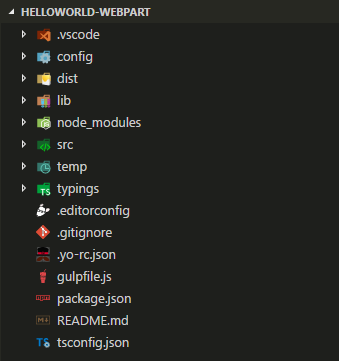 HELLOWORLD-WEBPART
.vscode
config
dist
lib
node_modules
src
temp
typings
.editorconfig
.gitignore
.yo-rc.json
gulpfile.js
package.json
README.md
tsconfig.json